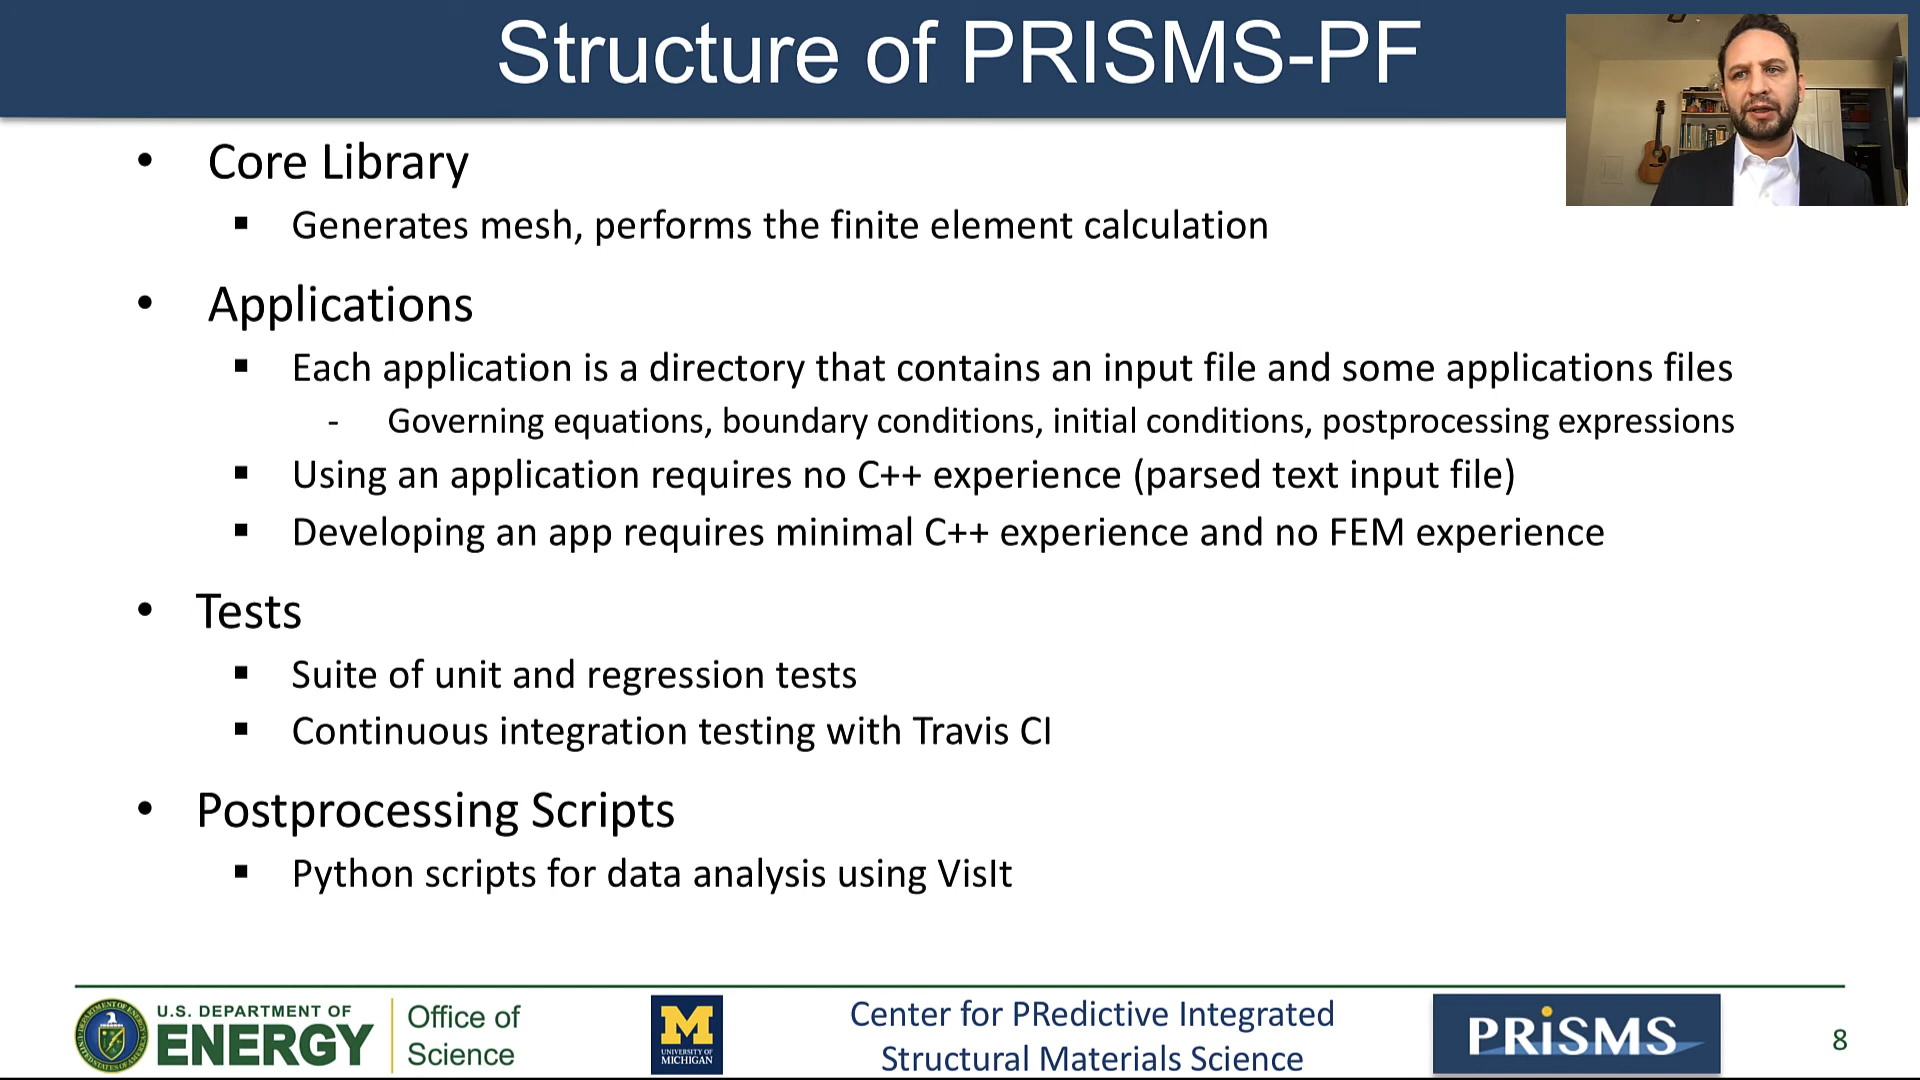 Structure of PRISMS-PF
• Core Library
▪ Generates mesh, performs the finite element calculation
• Applications
▪ Each application is a directory that contains an input file and some applications files
- Governing equations, boundary conditions, initial conditions, postprocessing expressions
▪ Using an application requires no C++ experience (parsed text input file)
▪ Developing an app requires minimal C++ experience and no FEM experience
• Tests
▪ Suite of unit and regression tests
▪ Continuous integration testing with Travis CI
• Postprocessing Scripts
▪ Python scripts for data analysis using VisIt
U.S. DEPARTMENT OF
ENERGY
Office of
Science
M
UNIVERSITY OF
MICHIGAN
Center for PRedictive Integrated
Structural Materials Science
PRiSMS
8